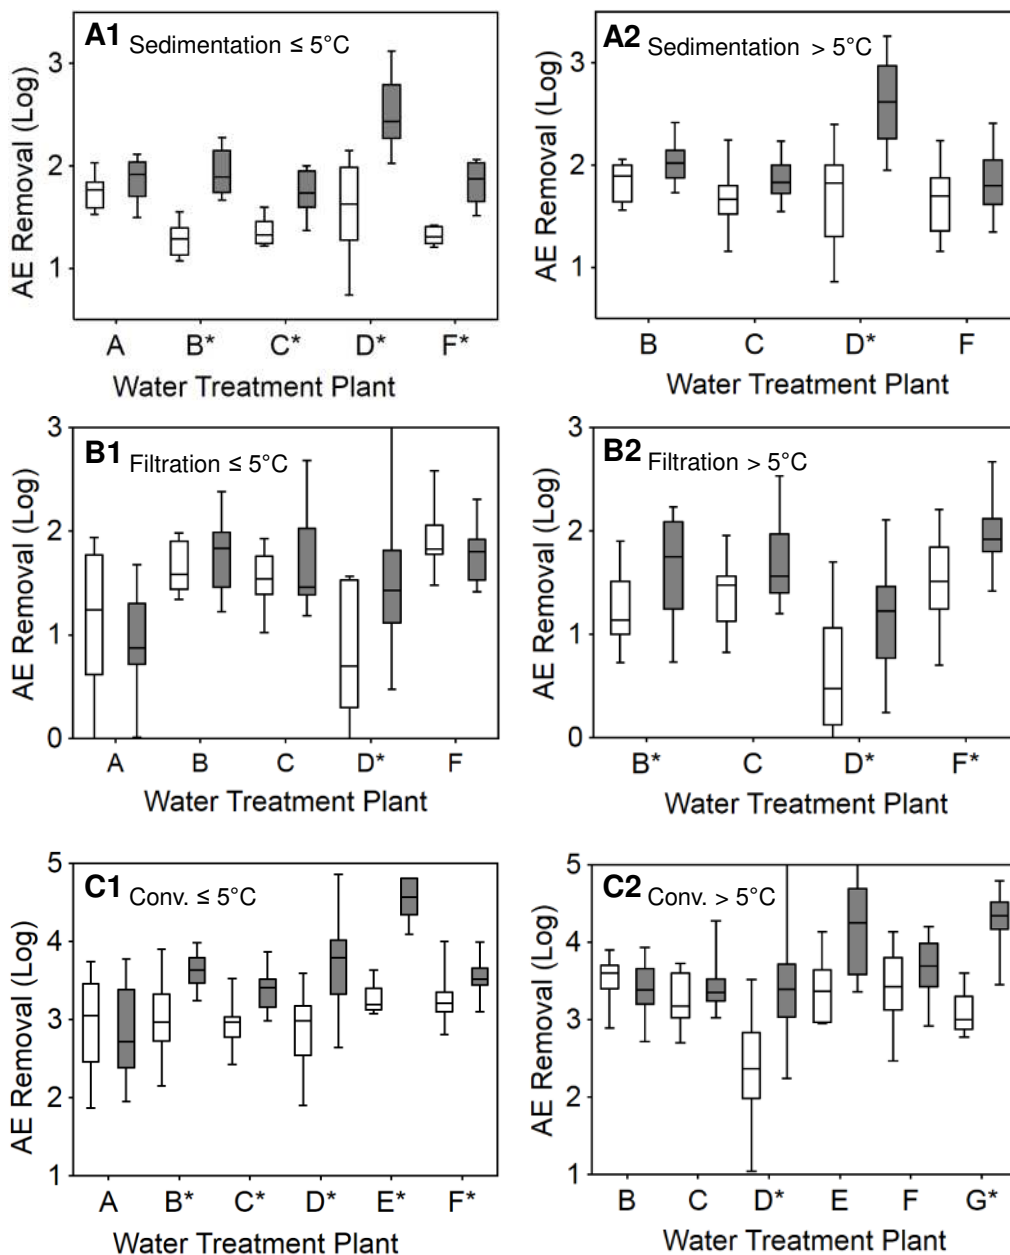 A1 Sedimentation ≤ 5°C
AE Removal (Log)
3
2
1
A B* C* D* F*
Water Treatment Plant
A2 Sedimentation > 5°C
AE Removal (Log)
3
2
1
B C D* F
Water Treatment Plant
B1 Filtration ≤ 5°C
AE Removal (Log)
3
2
1
0
A B C D* F
Water Treatment Plant
B2 Filtration > 5°C
AE Removal (Log)
3
2
1
0
B* C D* F*
Water Treatment Plant
C1 Conv. ≤ 5°C
AE Removal (Log)
5
4
3
2
1
A B* C* D* E* F*
Water Treatment Plant
C2 Conv. > 5°C
AE Removal (Log)
5
4
3
2
1
B C D* E F G*
Water Treatment Plant